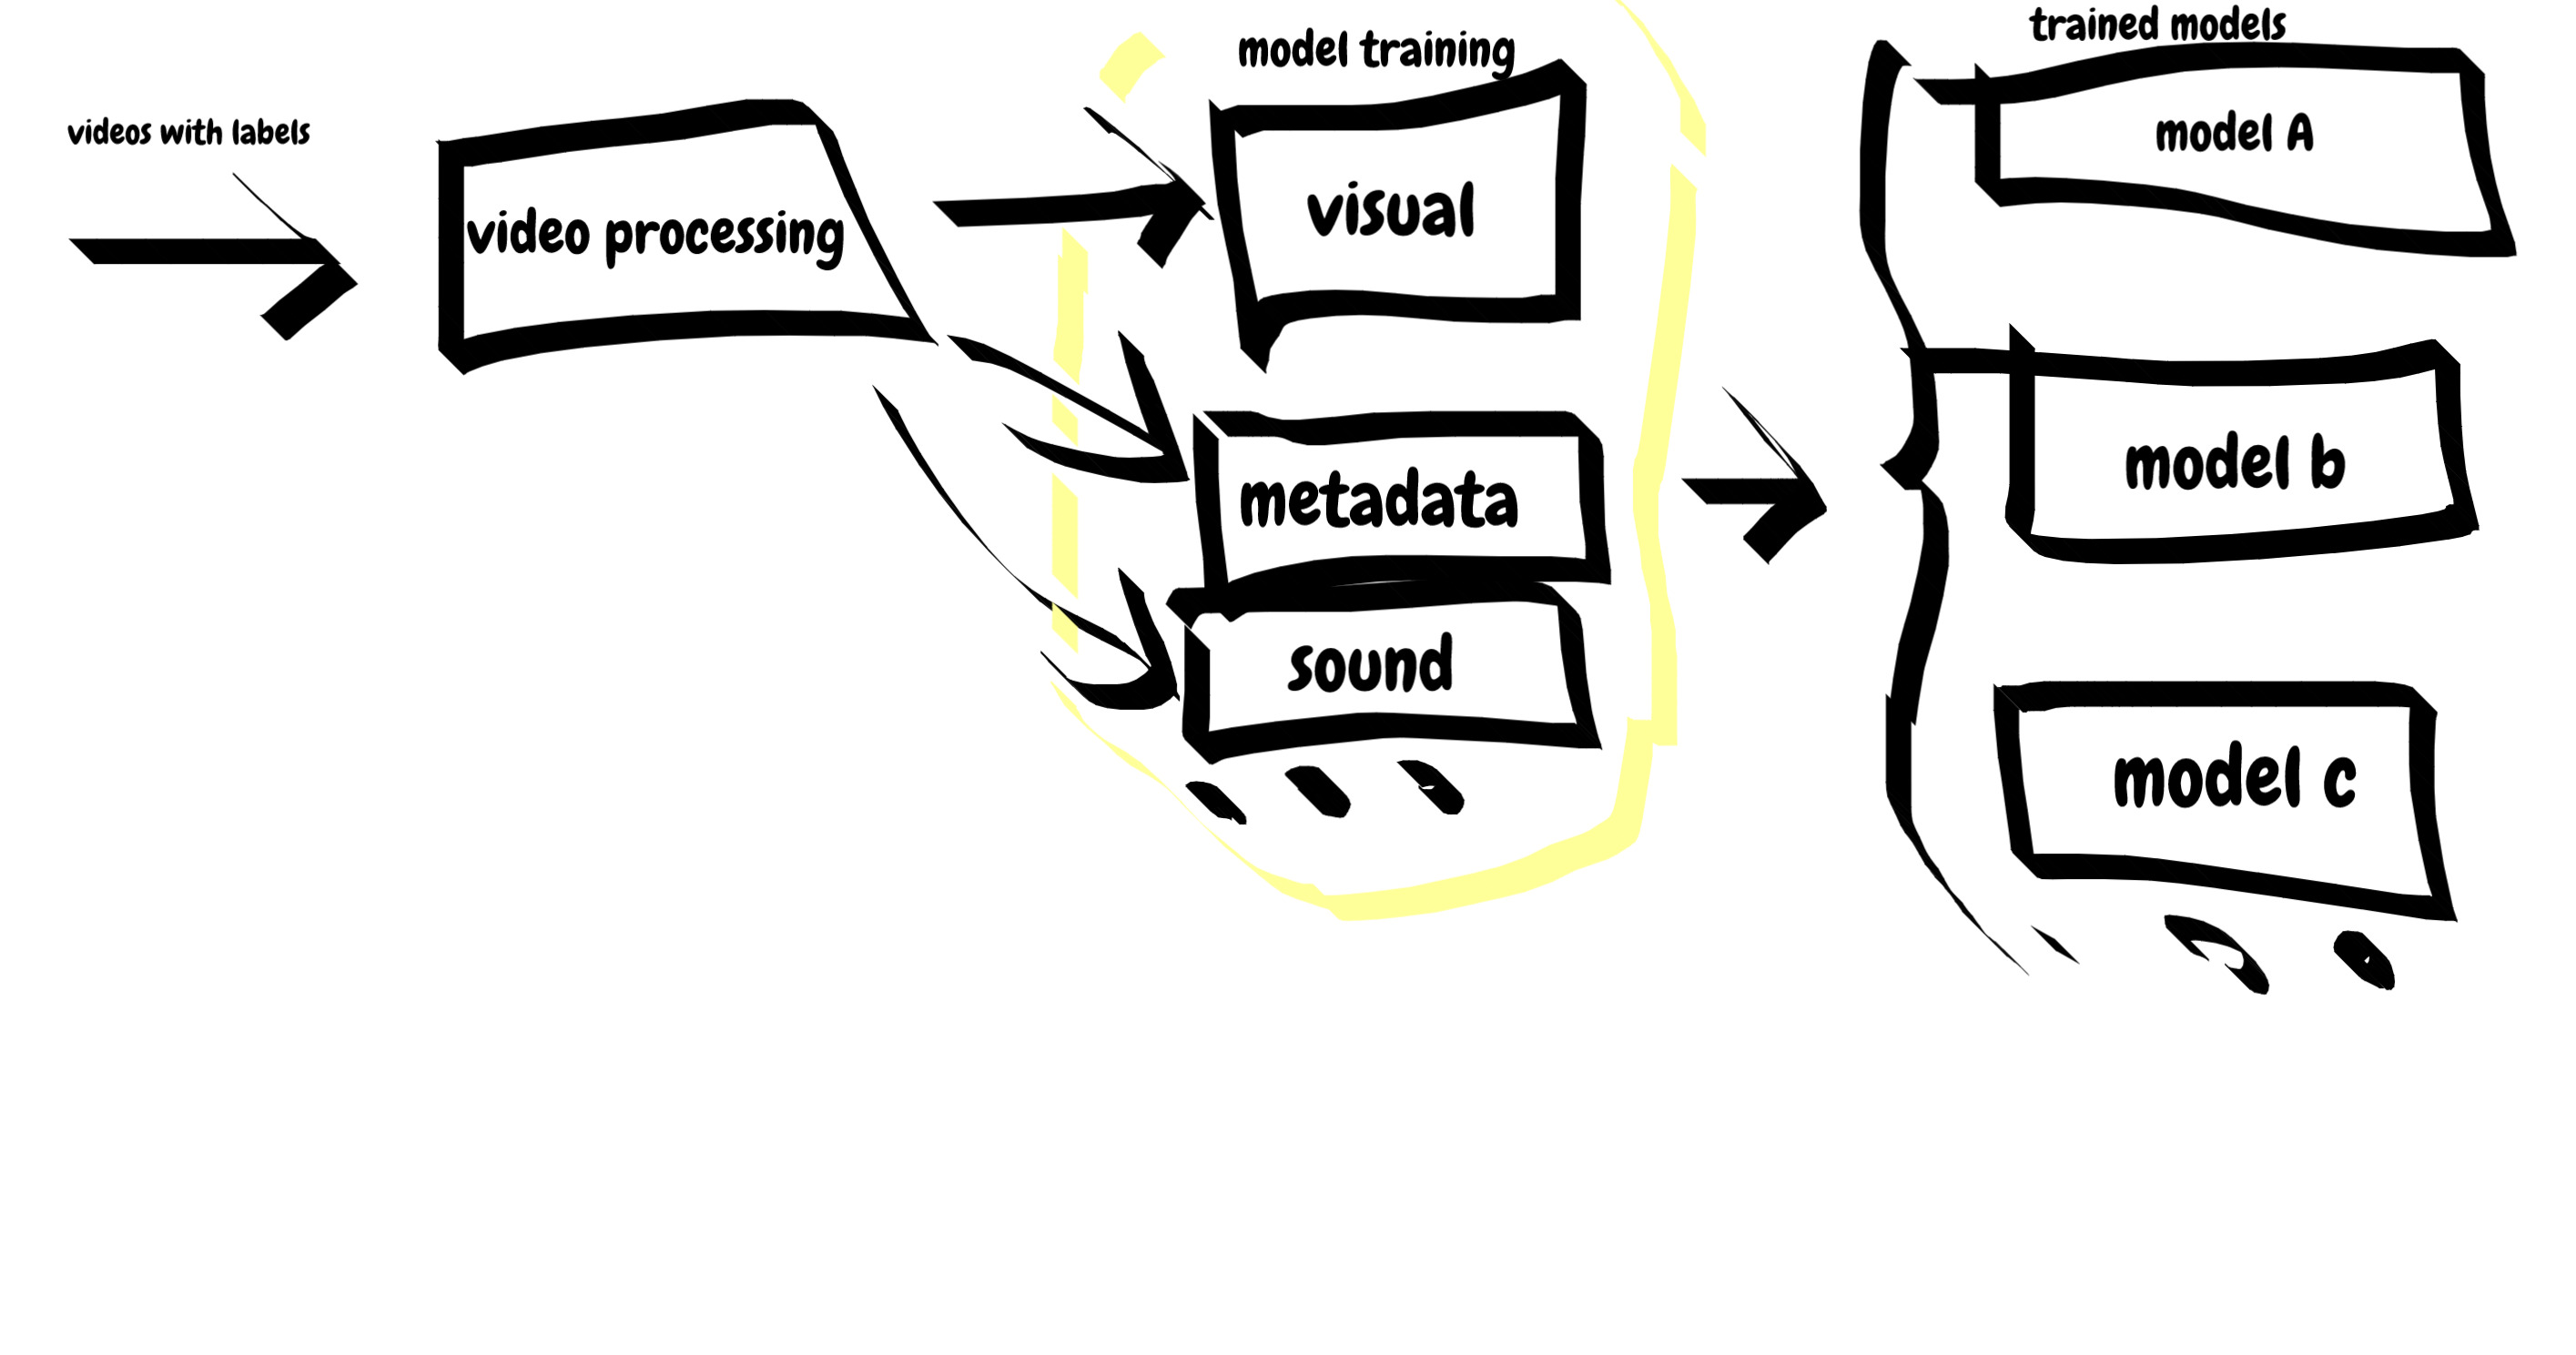 videos with labels
video processing
model training
visual
metadata
sound
trained models
model A
model b
model c